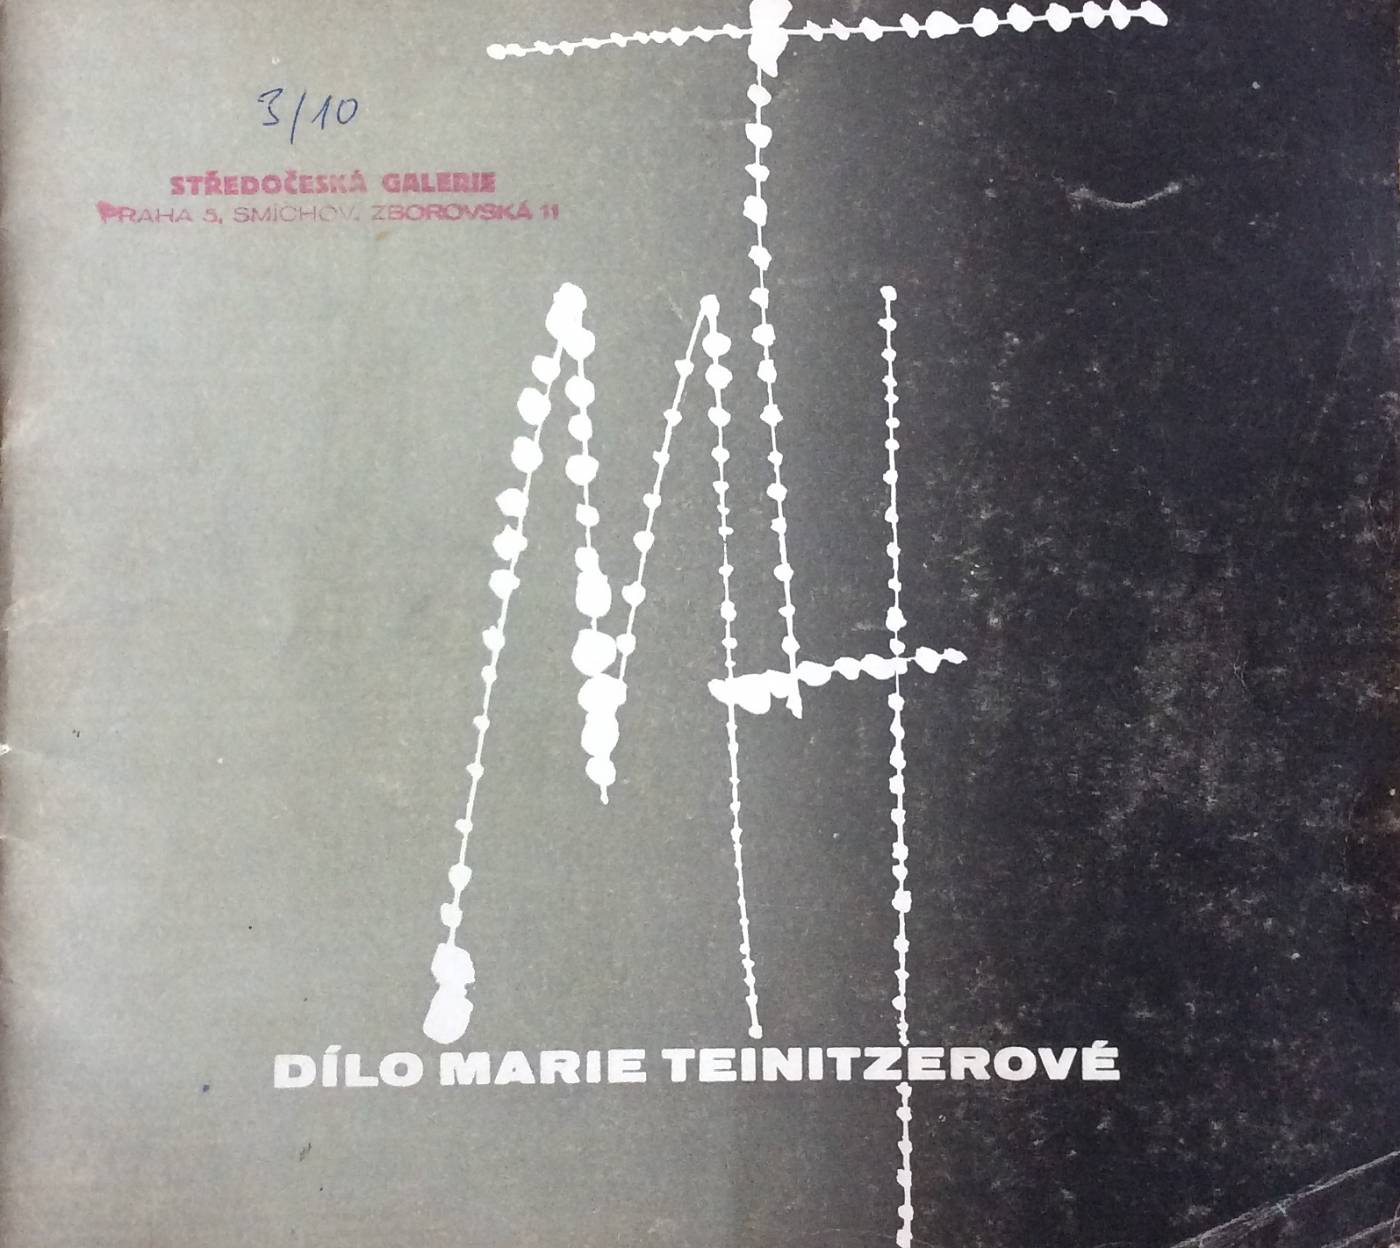 3/10
STŘEDOČESKÁ GALERIE
PRAHA 5, SMÍCHOV, ZBOROVSKÁ 11
DÍLO MARIE TEINITZEROVÉ